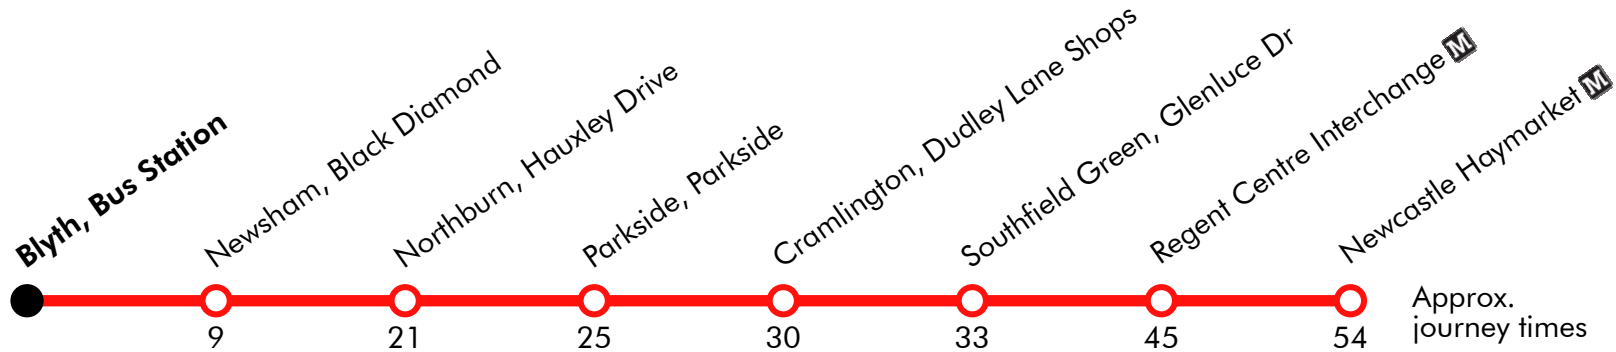 Blyth, Bus Station
Newsham, Black Diamond
Northburn, Hauxley Drive
Parkside, Parkside
Cramlington, Dudley Lane Shops
Southfield Green, Glenluce Dr
Regent Centre Interchange M
Newcastle Haymarket M
9 21 25 30 33 45 54
Approx.
journey times